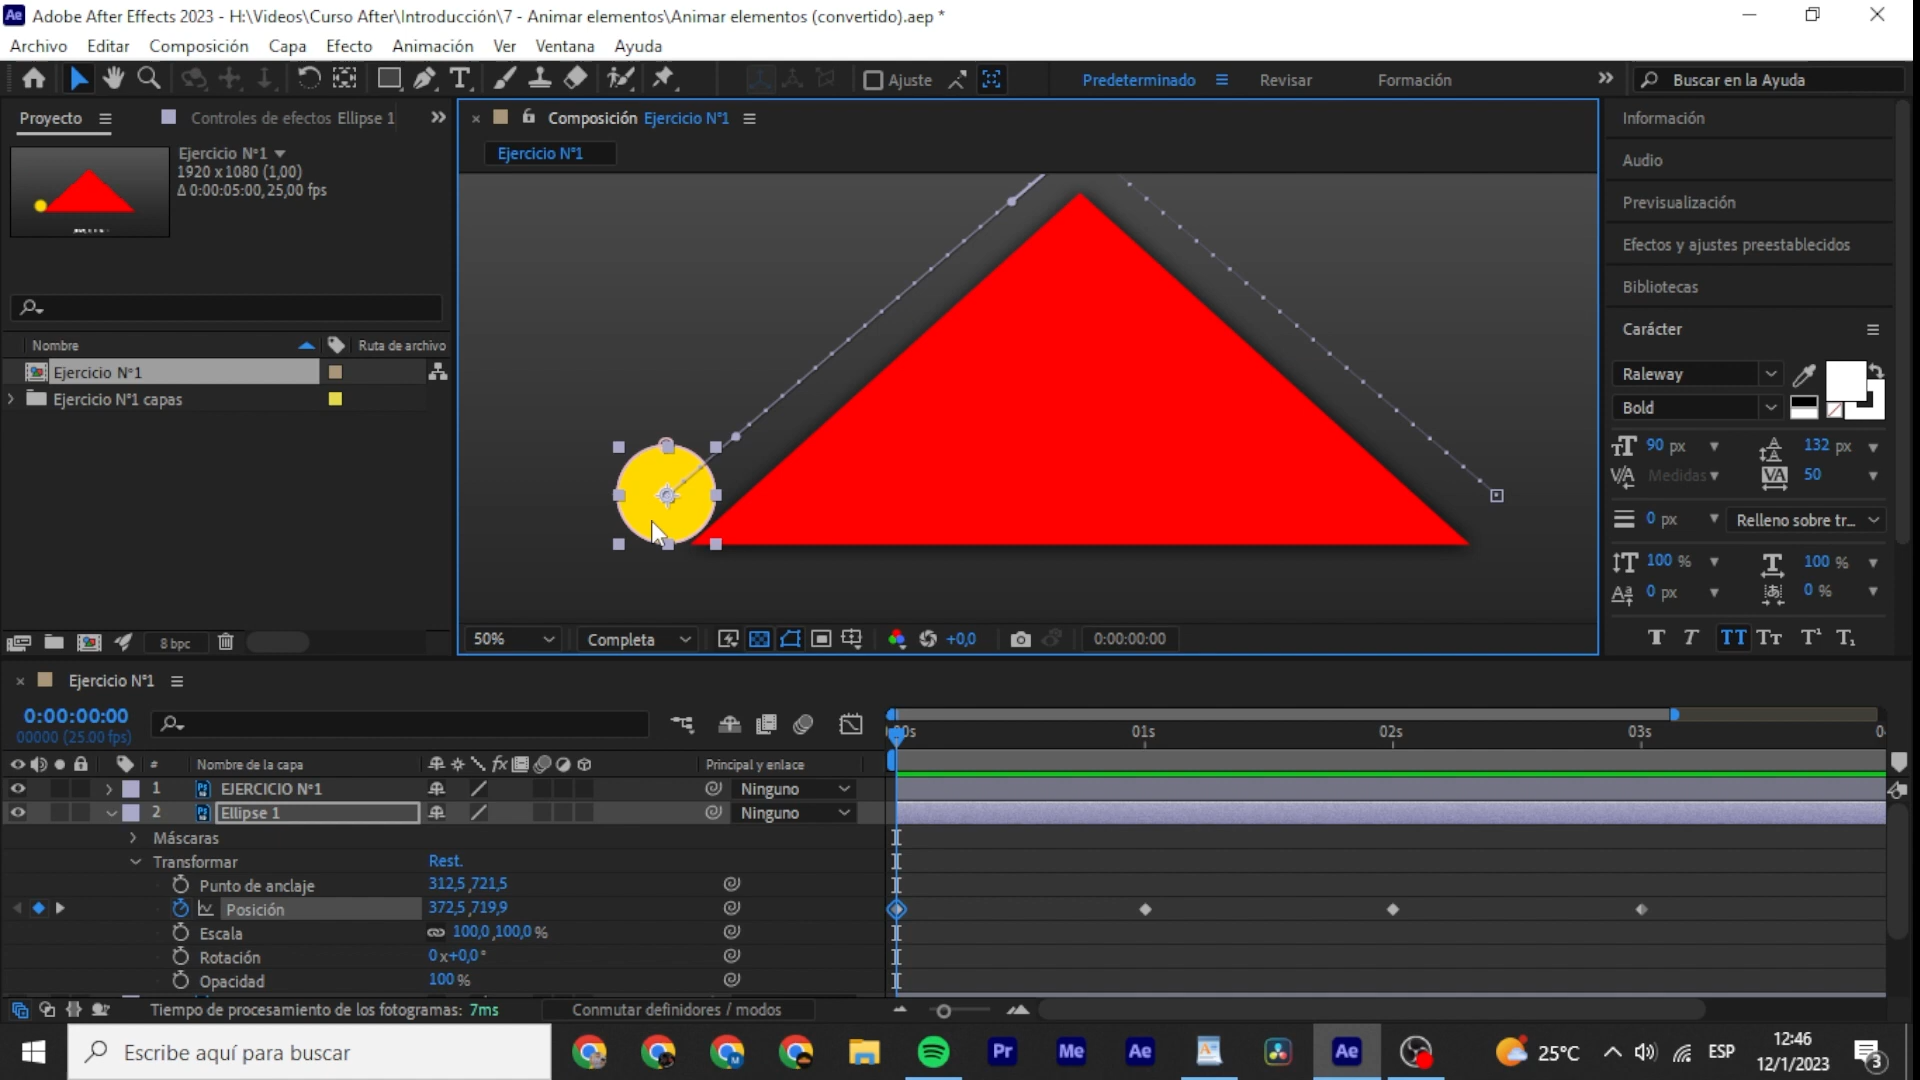 Adobe After Effects 2023 - H:\Videos\Curso After\Introducción\7 - Animar elementos\Animar elementos (convertido).aep *
Archivo Editar Composición Capa Efecto Animación Ver Ventana Ayuda
Ajuste Predeterminado Revisar Formación Buscar en la Ayuda
Proyecto Controles de efectos Ellipse 1
Composición Ejercicio N°1
Información
Ejercicio N°1
1920 x 1080 (1,00)
Δ 0:00:05:00, 25,00 fps
Ejercicio N°1
Audio
Previsualización
Efectos y ajustes preestablecidos
Bibliotecas
Carácter
Nombre Ruta de archivo
Ejercicio N°1
Ejercicio N°1 capas
Raleway
Bold
90 px 132 px
Medidas 50
0 px Relleno sobre tr...
100 % 100 %
0 px 0 %
8 bpc
50% Completa +0,0 0:00:00:00
Ejercicio N°1
0:00:00:00
00000 (25.00 fps)
00s 01s 02s 03s 0
# Nombre de la capa Principal y enlace
1 EJERCICIO N°1 Ninguno
2 Ellipse 1 Ninguno
Máscaras
Transformar Rest.
Punto de anclaje 312,5 ,721,5
Posición 372,5 ,719,9
Escala 100,0 ,100,0 %
Rotación 0 x+0,0 °
Opacidad 100 %
Tiempo de procesamiento de los fotogramas: 7ms Conmutar definidores / modos
Escribe aquí para buscar
25°C ESP 12:46
12/1/2023
3